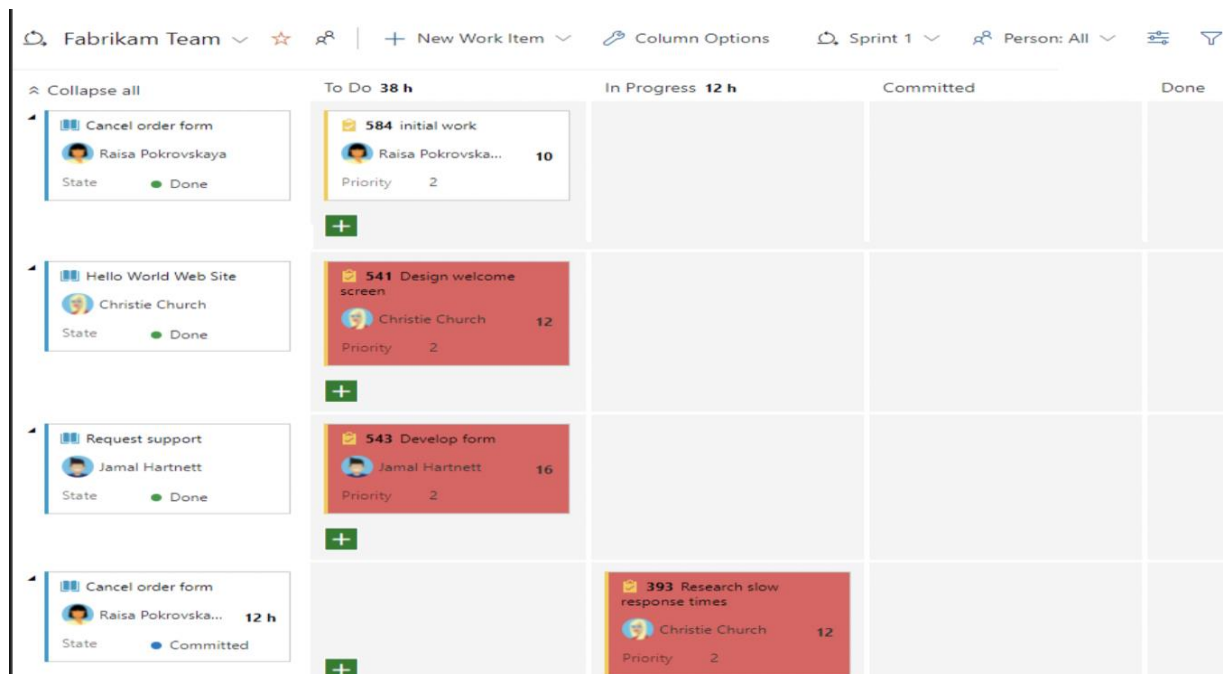 Fabrikam Team
New Work Item
Column Options
Sprint 1
Person: All
Collapse all
To Do 38 h
In Progress 12 h
Committed
Done
Cancel order form
Raisa Pokrovskaya
State Done
584 initial work
Raisa Pokrovska... 10
Priority 2
Hello World Web Site
Christie Church
State Done
541 Design welcome
screen
Christie Church 12
Priority 2
Request support
Jamal Hartnett
State Done
543 Develop form
Jamal Hartnett 16
Priority 2
Cancel order form
Raisa Pokrovska... 12 h
State Committed
393 Research slow
response times
Christie Church 12
Priority 2